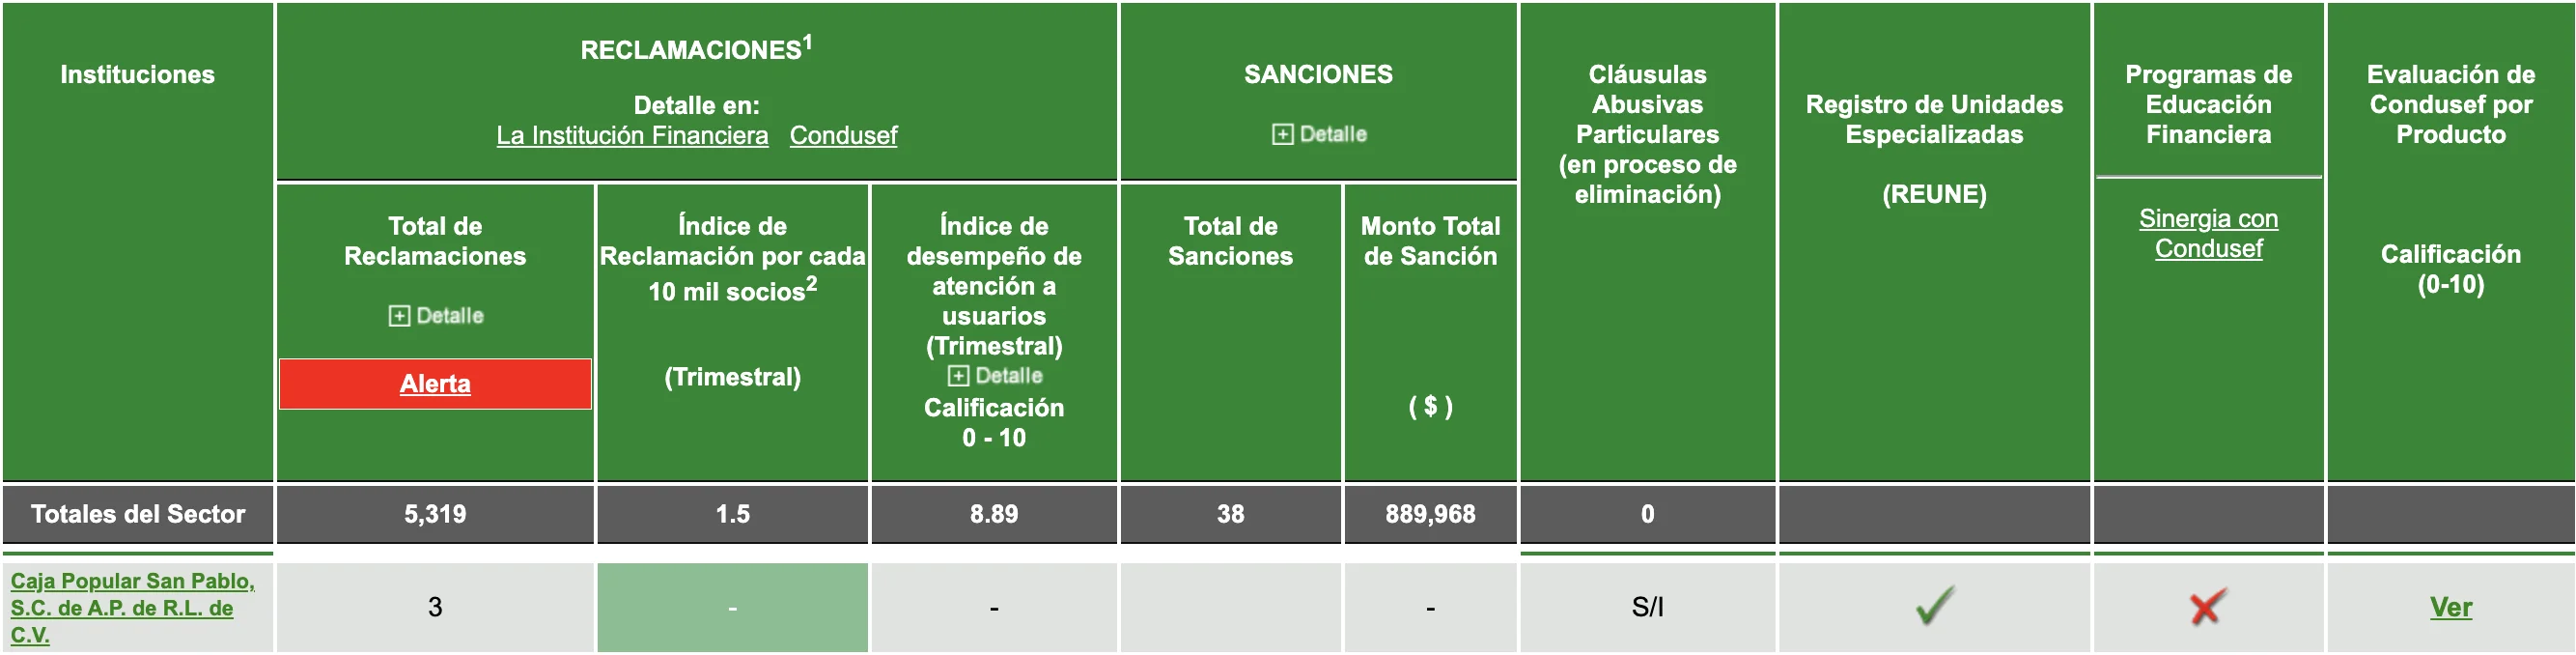 Instituciones
RECLAMACIONES1
Detalle en:
La Institución Financiera Condusef
SANCIONES
Detalle
Cláusulas
Abusivas
Particulares
(en proceso de
eliminación)
Registro de Unidades
Especializadas
(REUNE)
Programas de
Educación
Financiera
Sinergia con
Condusef
Evaluación de
Condusef por
Producto
Calificación
(0-10)
Total de
Reclamaciones
Detalle
Alerta
Índice de
Reclamación por cada
10 mil socios2
(Trimestral)
Índice de
desempeño de
atención a
usuarios
(Trimestral)
Detalle
Calificación
0 - 10
Total de
Sanciones
Monto Total
de Sanción
( $ )
Totales del Sector 5,319 1.5 8.89 38 889,968 0
Caja Popular San Pablo,
S.C. de A.P. de R.L. de
C.V.
3 - - - S/I Ver